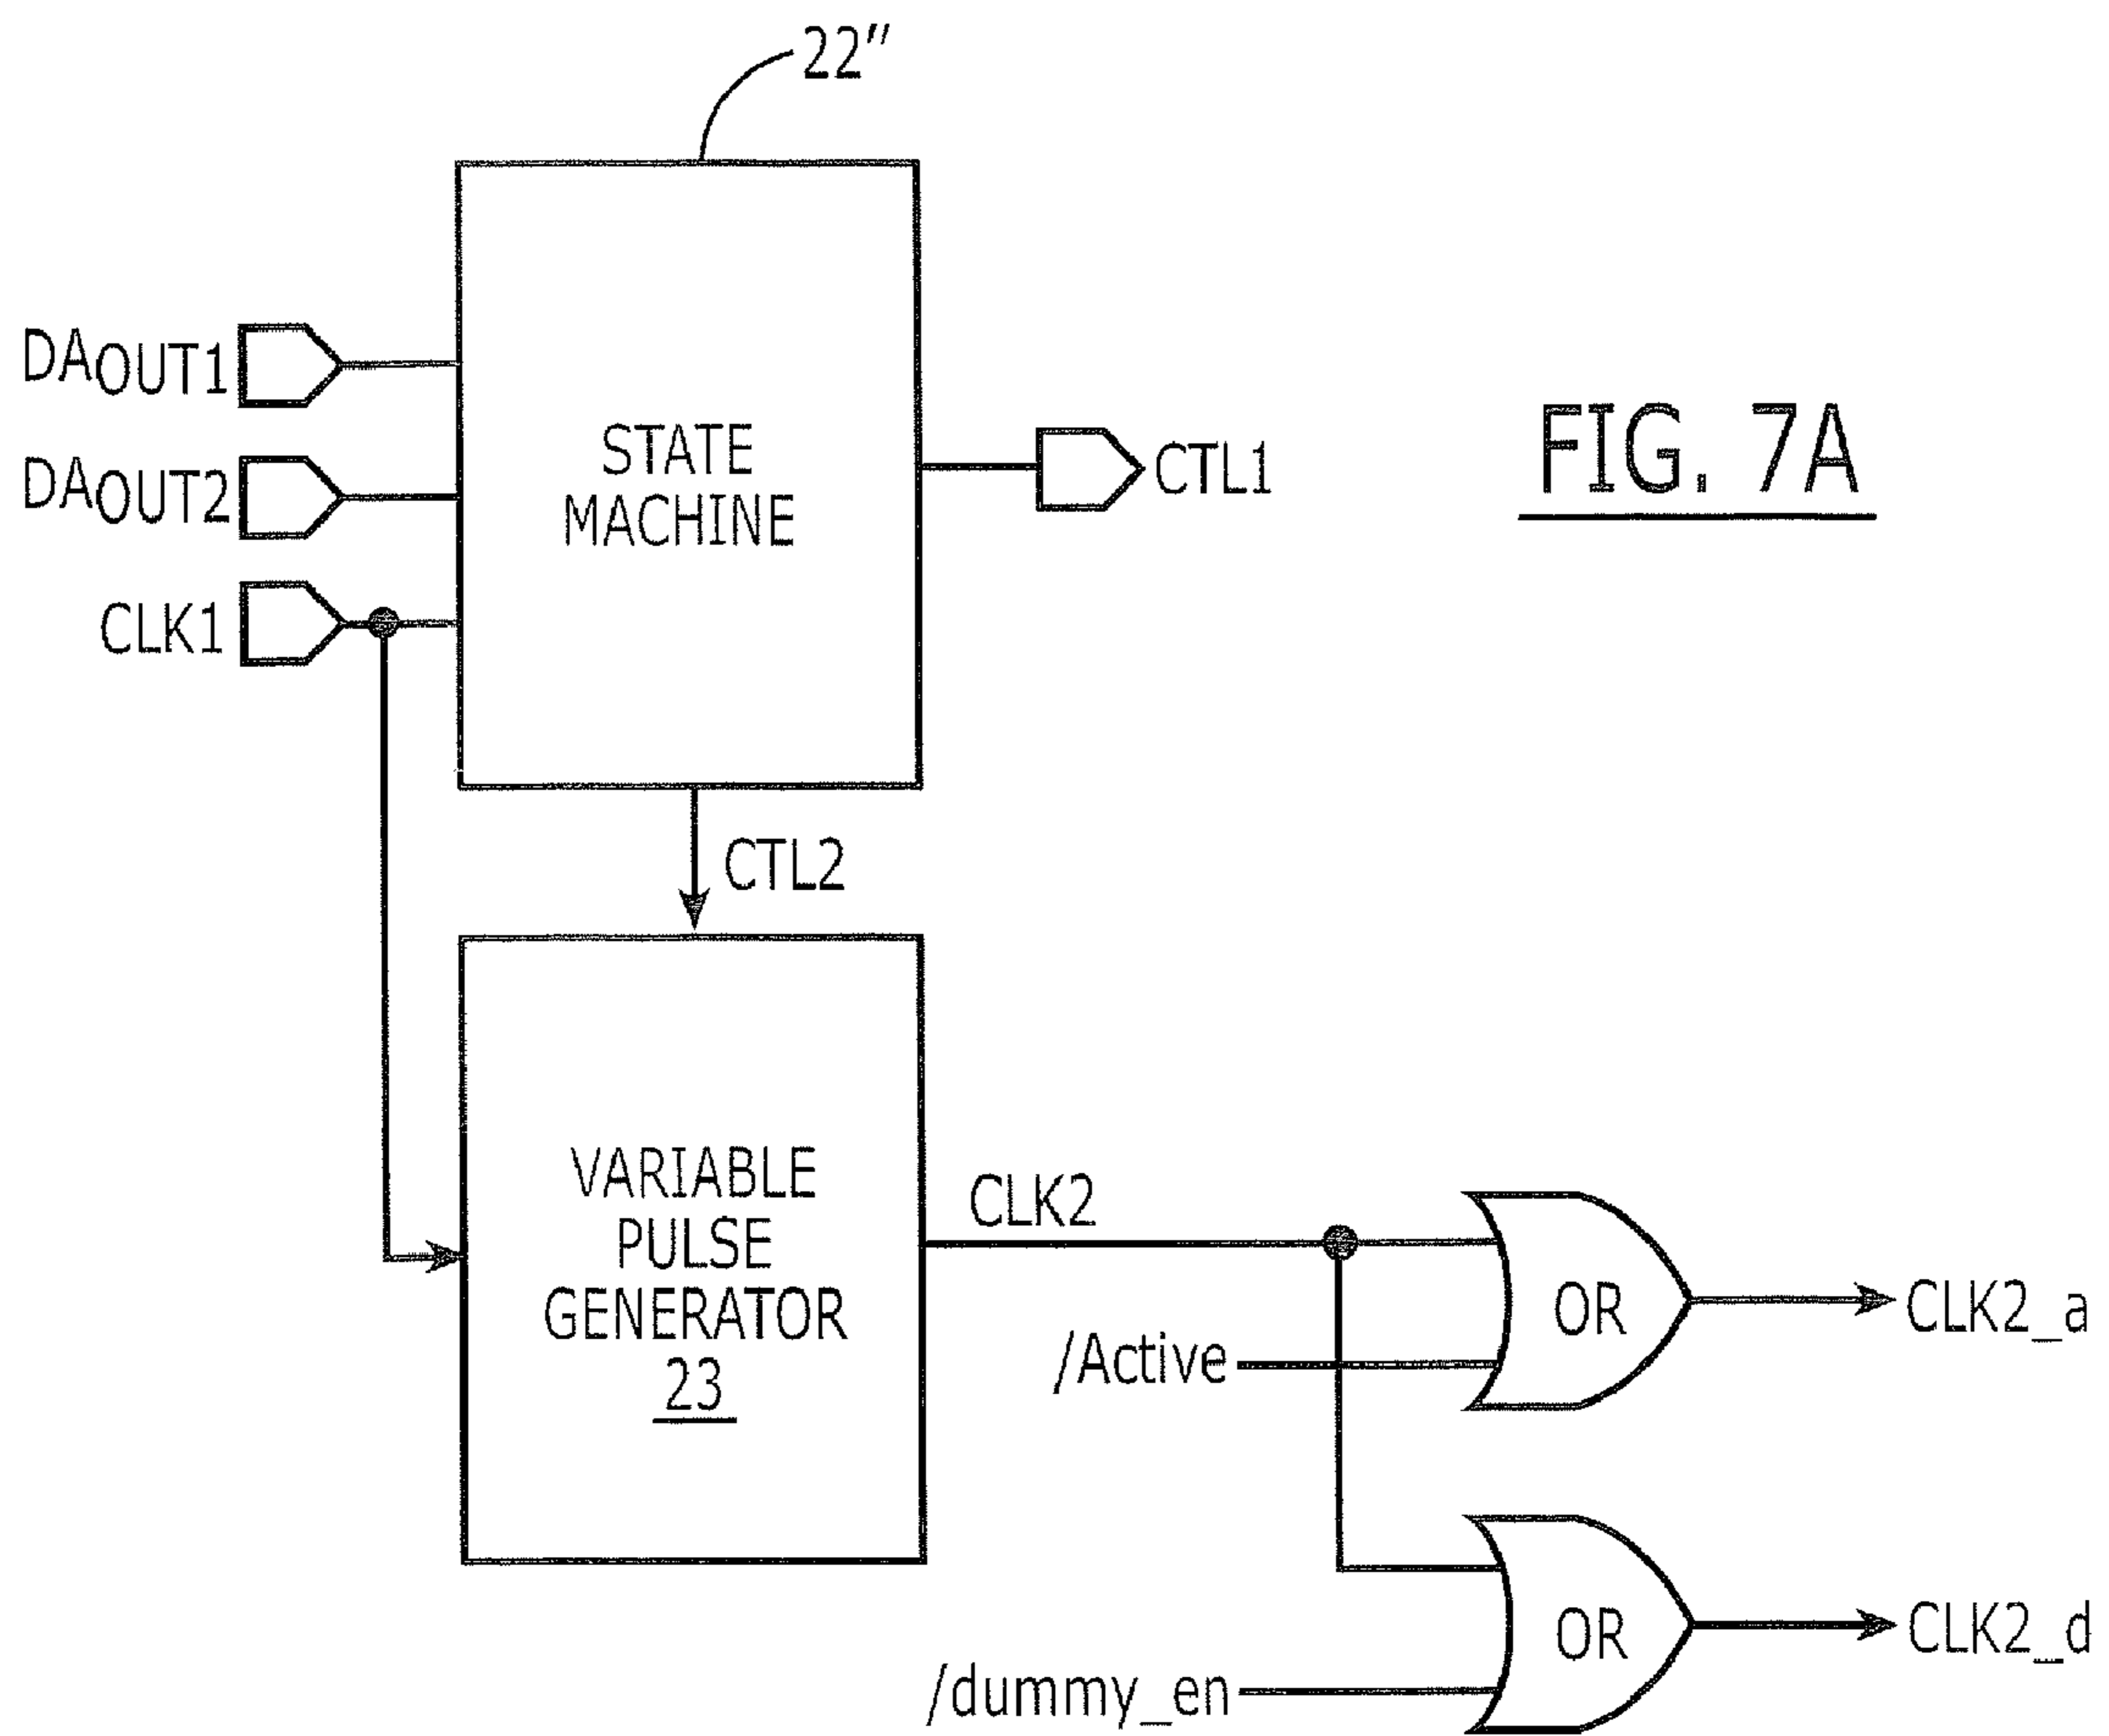 22"
DAOUT1
DAOUT2
CLK1
STATE
MACHINE
CTL1
FIG. 7A
CTL2
VARIABLE
PULSE
GENERATOR
23
CLK2
/Active
OR
CLK2_a
/dummy_en
OR
CLK2_d